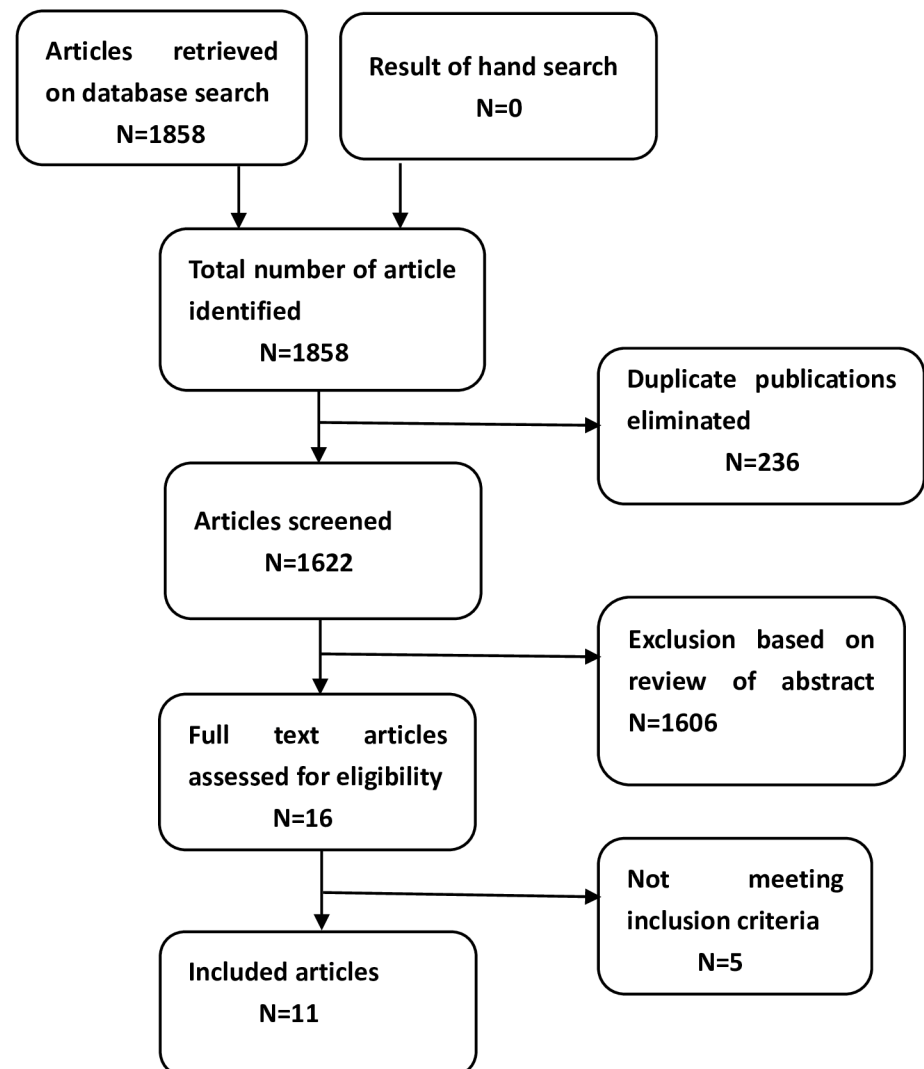 Articles retrieved
on database search
N=1858
Result of hand search
N=0
Total number of article
identified
N=1858
Duplicate publications
eliminated
N=236
Articles screened
N=1622
Exclusion based on
review of abstract
N=1606
Full text articles
assessed for eligibility
N=16
Not meeting
inclusion criteria
N=5
Included articles
N=11